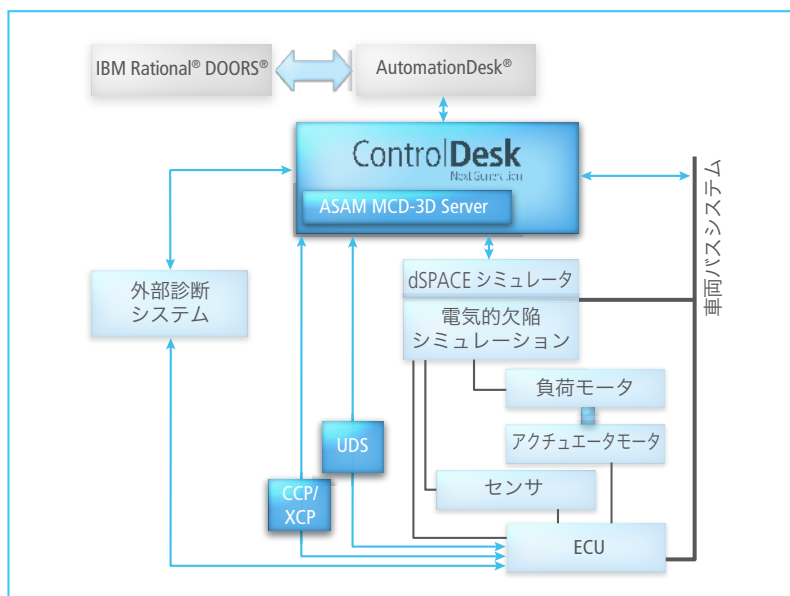 IBM Rational® DOORS®
AutomationDesk®
ControlDesk
Next Generation
ASAM MCD-3D Server
外部診断
システム
dSPACE シミュレータ
電気的欠陥
シミュレーション
車両バスシステム
負荷モータ
アクチュエータモータ
UDS
センサ
CCP/
XCP
ECU